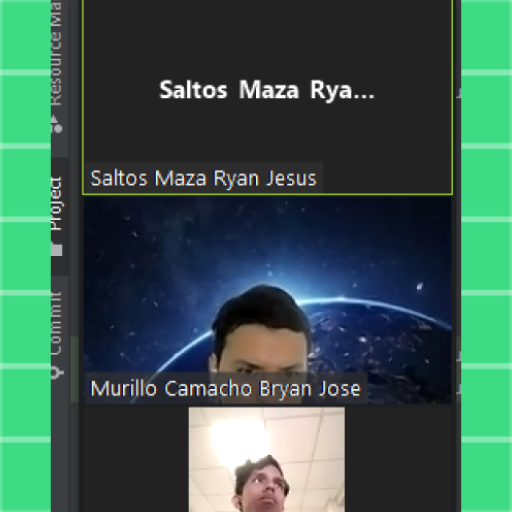 Resource Ma
Project
Commit
Saltos Maza Rya...
Saltos Maza Ryan Jesus
Murillo Camacho Bryan Jose